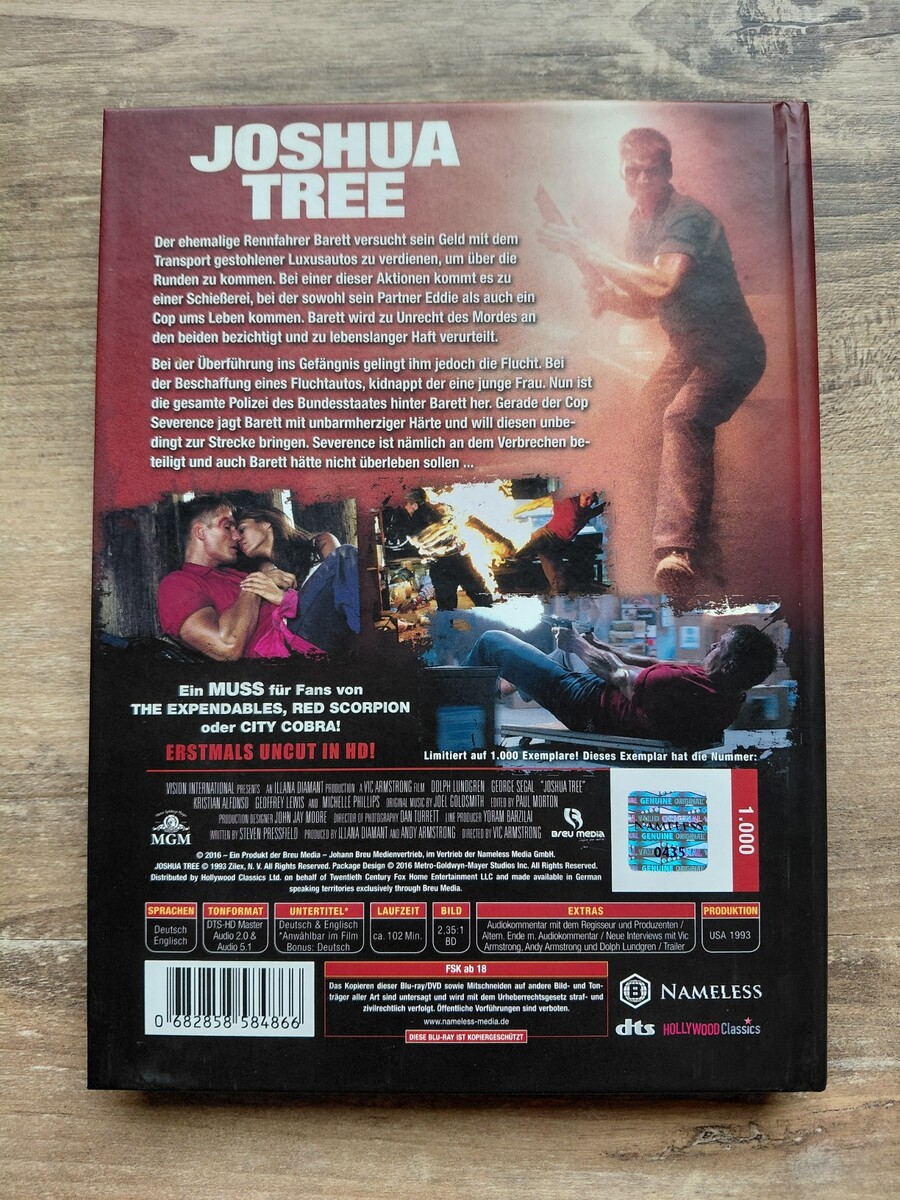 JOSHUA
TREE
Der ehemalige Rennfahrer Barett versucht sein Geld mit dem
Transport gestohlener Luxusautos zu verdienen, um über die
Runden zu kommen. Bei einer dieser Aktionen kommt es zu
einer Schießerei, bei der sowohl sein Partner Eddie als auch ein
Cop ums Leben kommen. Barett wird zu Unrecht des Mordes an
den beiden bezichtigt und zu lebenslanger Haft verurteilt.
Bei der Überführung ins Gefängnis gelingt ihm jedoch die Flucht. Bei
der Beschaffung eines Fluchtautos, kidnappt der eine junge Frau. Nun ist
die gesamte Polizei des Bundesstaates hinter Barett her. Gerade der Cop
Severence jagt Barett mit unbarmherziger Härte und will diesen unbe-
dingt zur Strecke bringen. Severence ist nämlich an dem Verbrechen be-
teiligt und auch Barett hätte nicht überleben sollen ...
Ein MUSS für Fans von
THE EXPENDABLES, RED SCORPION
oder CITY COBRA!
ERSTMALS UNCUT IN HD!
Limitiert auf 1.000 Exemplare! Dieses Exemplar hat die Nummer:
VISION INTERNATIONAL PRESENTS AN ILLANA DIAMANT PRODUCTION A VIC ARMSTRONG FILM DOLPH LUNDGREN GEORGE SEGAL "JOSHUA TREE"
KRISTIAN ALFONSO GEOFFREY LEWIS AND MICHELLE PHILLIPS ORIGINAL MUSIC BY JOEL GOLDSMITH EDITED BY PAUL MORTON
PRODUCTION DESIGNER JOHN JAY MOORE DIRECTOR OF PHOTOGRAPHY DAN TURRETT LINE PRODUCER YORAM BARZILAI
WRITTEN BY STEVEN PRESSFIELD PRODUCED BY ILLANA DIAMANT AND ANDY ARMSTRONG DIRECTED BY VIC ARMSTRONG
MGM
BREU MEDIA
GENUINE ORIGINAL
NAMELESS
0435
GENUINE ORIGINAL
1.000
© 2016 – Ein Produkt der Breu Media – Johann Breu Medienvertrieb, im Vertrieb der Nameless Media GmbH.
JOSHUA TREE © 1993 Zilex, N. V. All Rights Reserved. Package Design © 2016 Metro-Goldwyn-Mayer Studios Inc. All Rights Reserved.
Distributed by Hollywood Classics Ltd. on behalf of Twentieth Century Fox Home Entertainment LLC and made available in German
speaking territories exclusively through Breu Media.
SPRACHEN
Deutsch
Englisch
TONFORMAT
DTS-HD Master
Audio 2.0 &
Audio 5.1
UNTERTITEL*
Deutsch & Englisch
*Anwählbar im Film
Bonus: Deutsch
LAUFZEIT
ca. 102 Min.
BILD
2,35:1
BD
EXTRAS
Audiokommentar mit dem Regisseur und Produzenten /
Altern. Ende m. Audiokommentar / Neue Interviews mit Vic
Armstrong, Andy Armstrong und Dolph Lundgren / Trailer
PRODUKTION
USA 1993
0 682858 584866
FSK ab 18
Das Kopieren dieser Blu-ray/DVD sowie Mitschneiden auf andere Bild- und Ton-
träger aller Art sind untersagt und wird mit dem Urheberrechtsgesetz straf- und
zivilrechtlich verfolgt. Öffentliche Vorführungen sind verboten.
www.nameless-media.de
DIESE BLU-RAY IST KOPIERGESCHÜTZT
NAMELESS
dts
HOLLYWOOD Classics